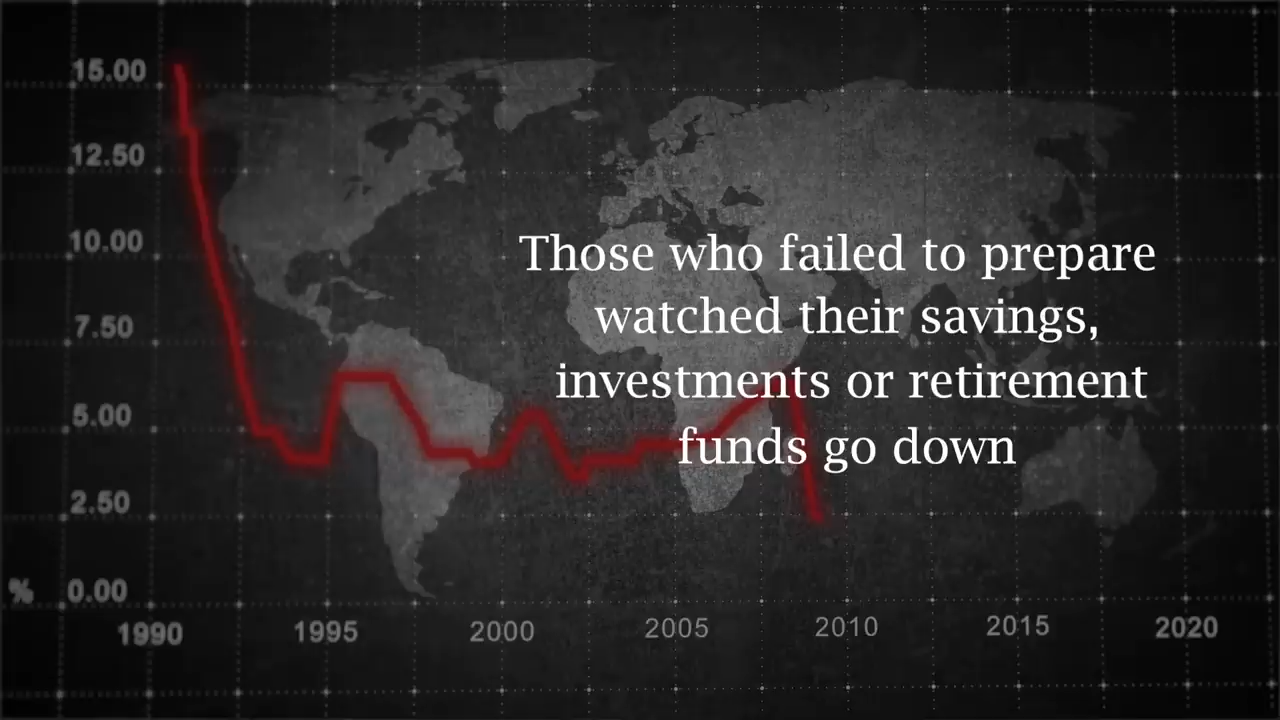 15.00
12.50
10.00
7.50
5.00
2.50
% 0.00
1990 1995 2000 2005 2010 2015 2020
Those who failed to prepare
watched their savings,
investments or retirement
funds go down